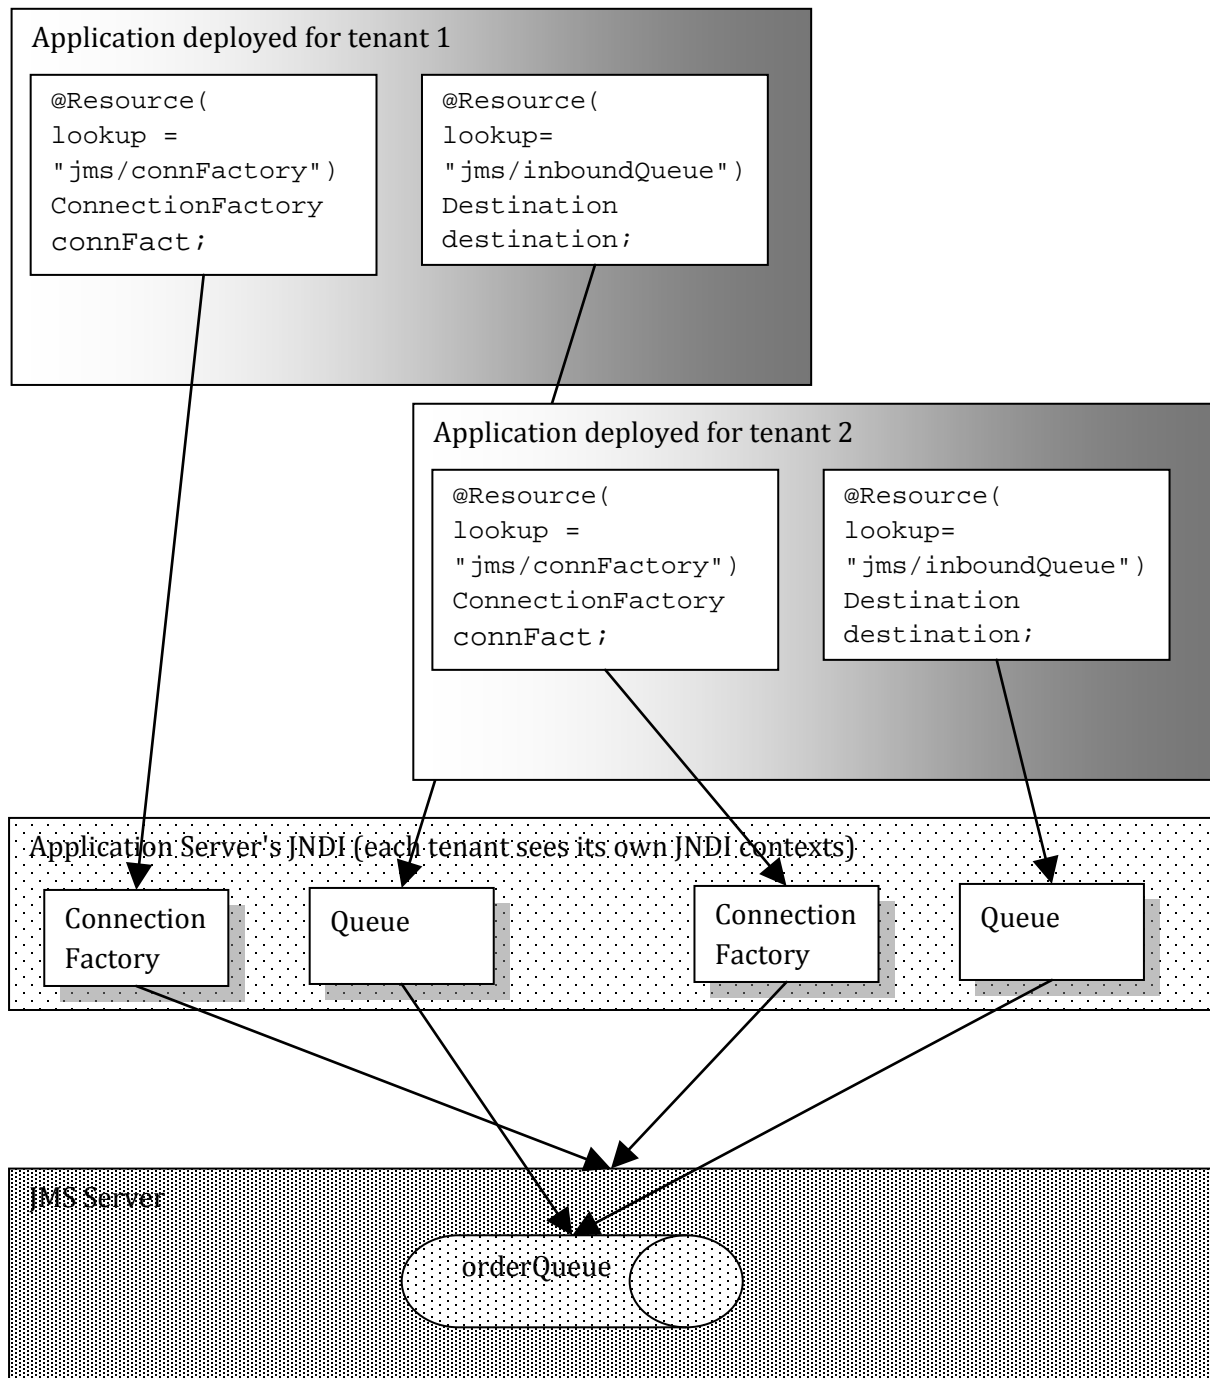 Application deployed for tenant 1
@Resource(
lookup =
"jms/connFactory")
ConnectionFactory
connFact;
@Resource(
lookup=
"jms/inboundQueue")
Destination
destination;
Application deployed for tenant 2
@Resource(
lookup =
"jms/connFactory")
ConnectionFactory
connFact;
@Resource(
lookup=
"jms/inboundQueue")
Destination
destination;
Application Server's JNDI (each tenant sees its own JNDI contexts)
Connection
Factory
Queue
Connection
Factory
Queue
JMS Server
orderQueue